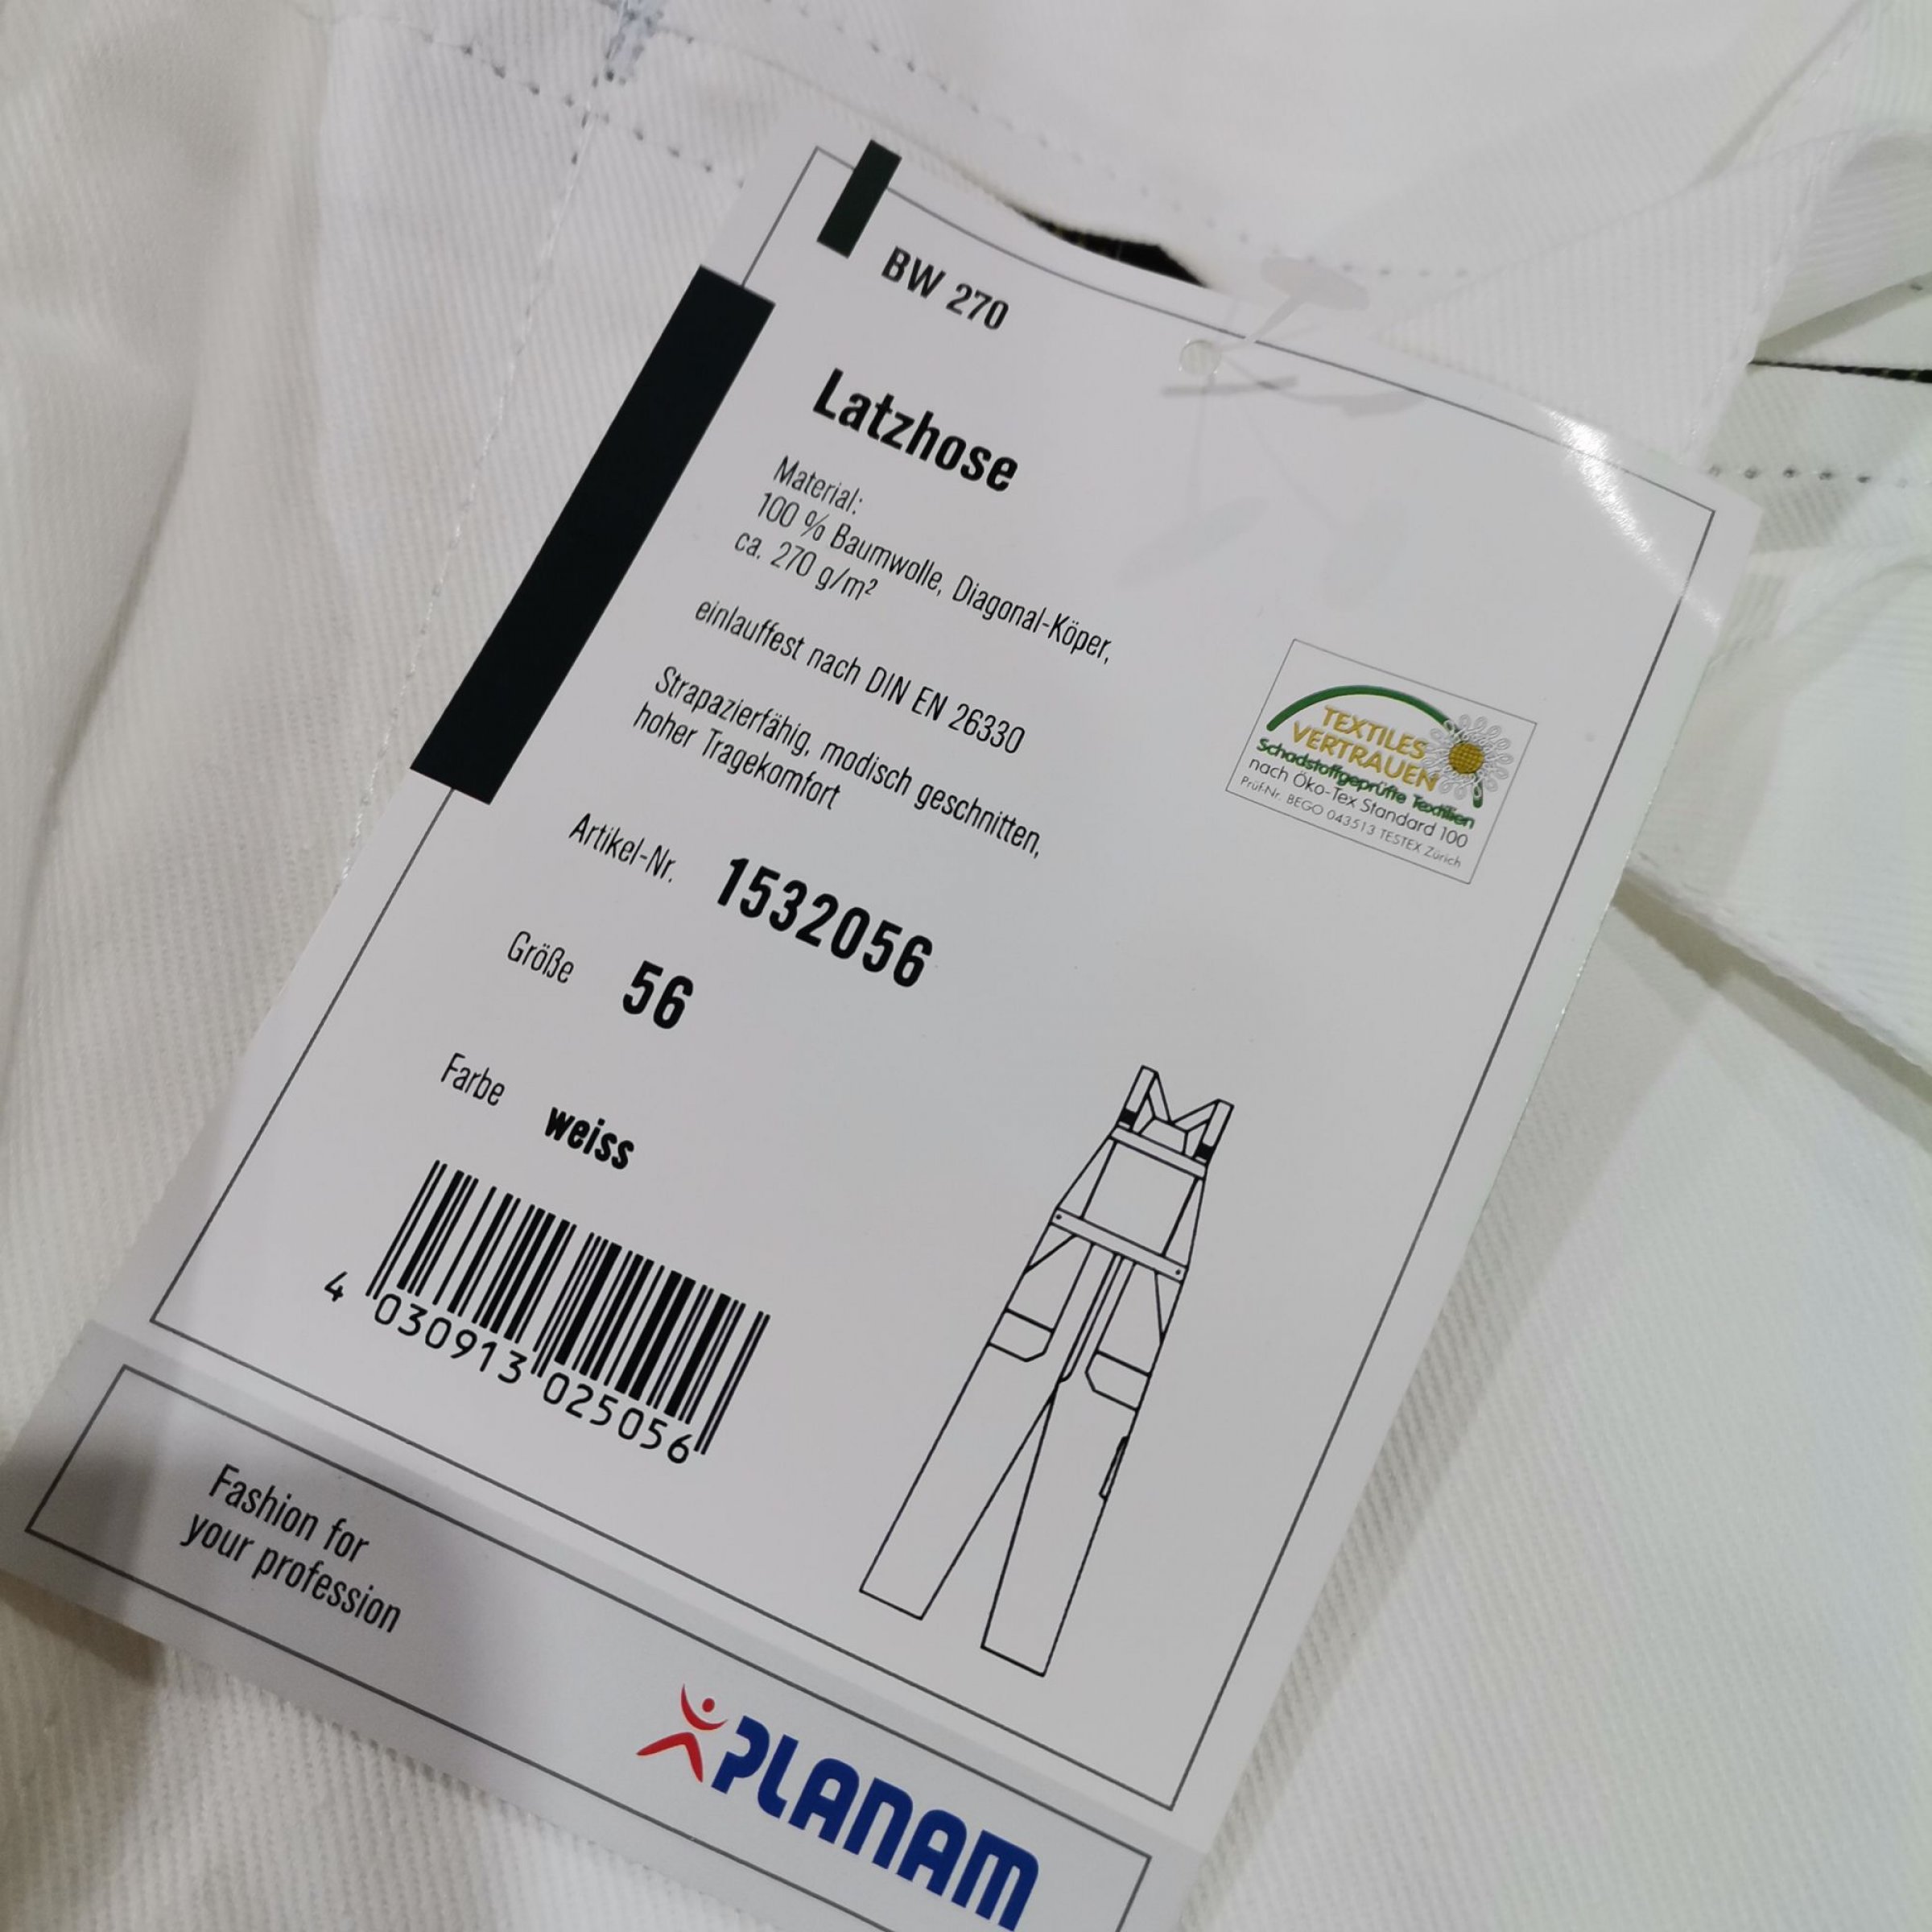 BW 270
Latzhose
Material:
100 % Baumwolle, Diagonal-Köper,
ca. 270 g/m²
einlauffest nach DIN EN 26330
Strapazierfähig, modisch geschnitten,
hoher Tragekomfort
TEXTILES
VERTRAUEN
Schadstoffgeprüfte Textilien
nach Öko-Tex Standard 100
Prüf-Nr. BEGO 043513 TESTEX Zürich
Artikel-Nr. 1532056
Größe 56
Farbe weiss
4 030913 025056
Fashion for
your profession
PLANAM